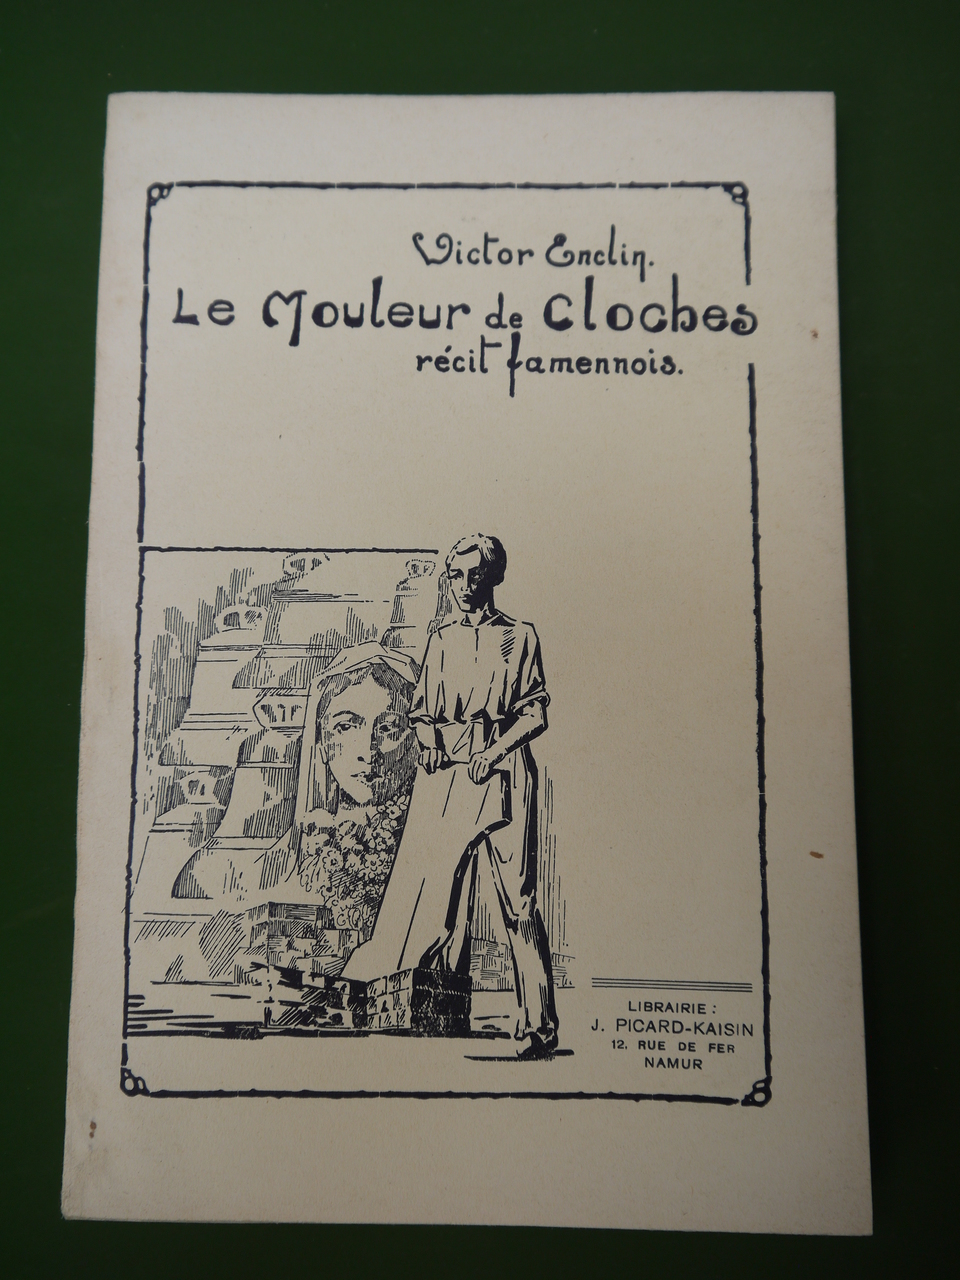 Victor Enclin.
Le Mouleur de Cloches
récit famennois.
LIBRAIRIE :
J. PICARD-KAISIN
12, RUE DE FER
NAMUR